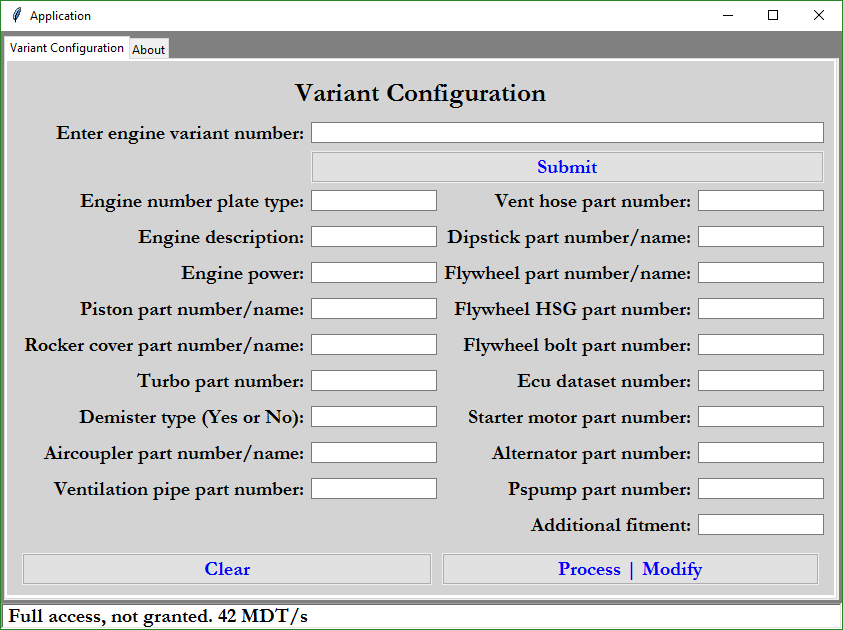 Application
Variant Configuration About
Variant Configuration
Enter engine variant number:
Submit
Engine number plate type: Vent hose part number:
Engine description: Dipstick part number/name:
Engine power: Flywheel part number/name:
Piston part number/name: Flywheel HSG part number:
Rocker cover part number/name: Flywheel bolt part number:
Turbo part number: Ecu dataset number:
Demister type (Yes or No): Starter motor part number:
Aircoupler part number/name: Alternator part number:
Ventilation pipe part number: Pspump part number:
Additional fitment:
Clear Process | Modify
Full access, not granted. 42 MDT/s